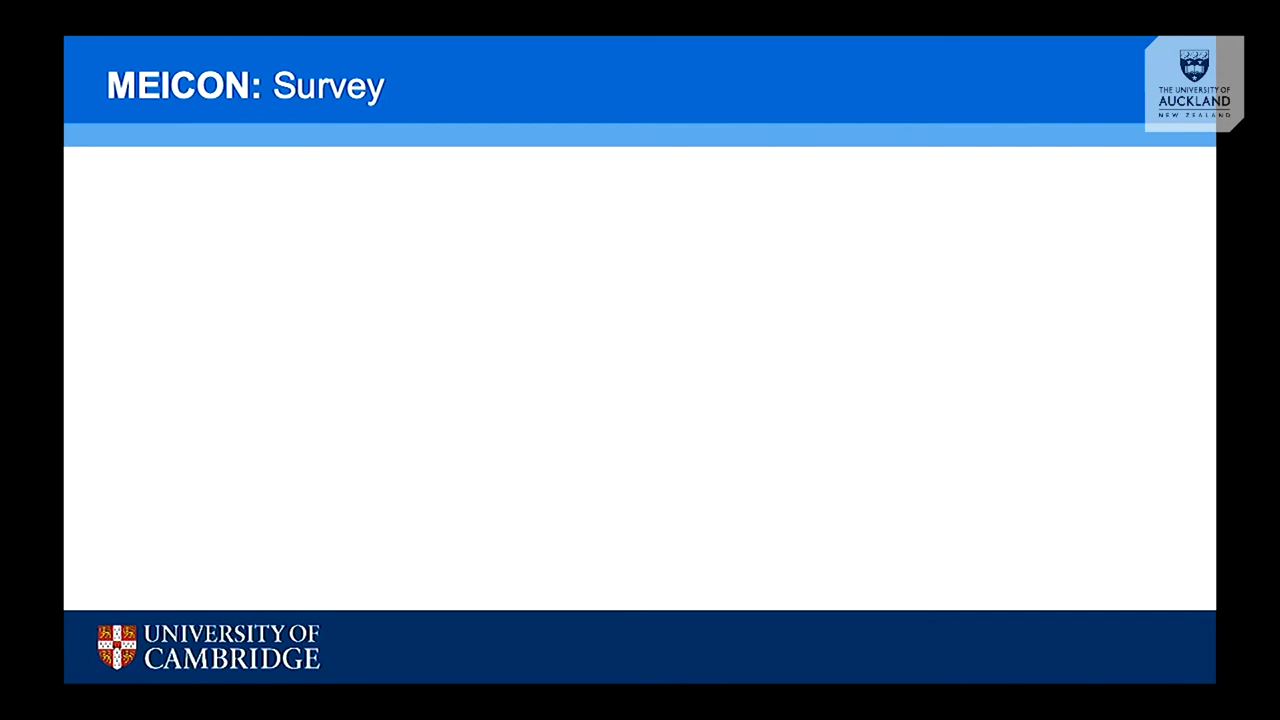 MEICON: Survey
THE UNIVERSITY OF
AUCKLAND
NEW ZEALAND
UNIVERSITY OF
CAMBRIDGE